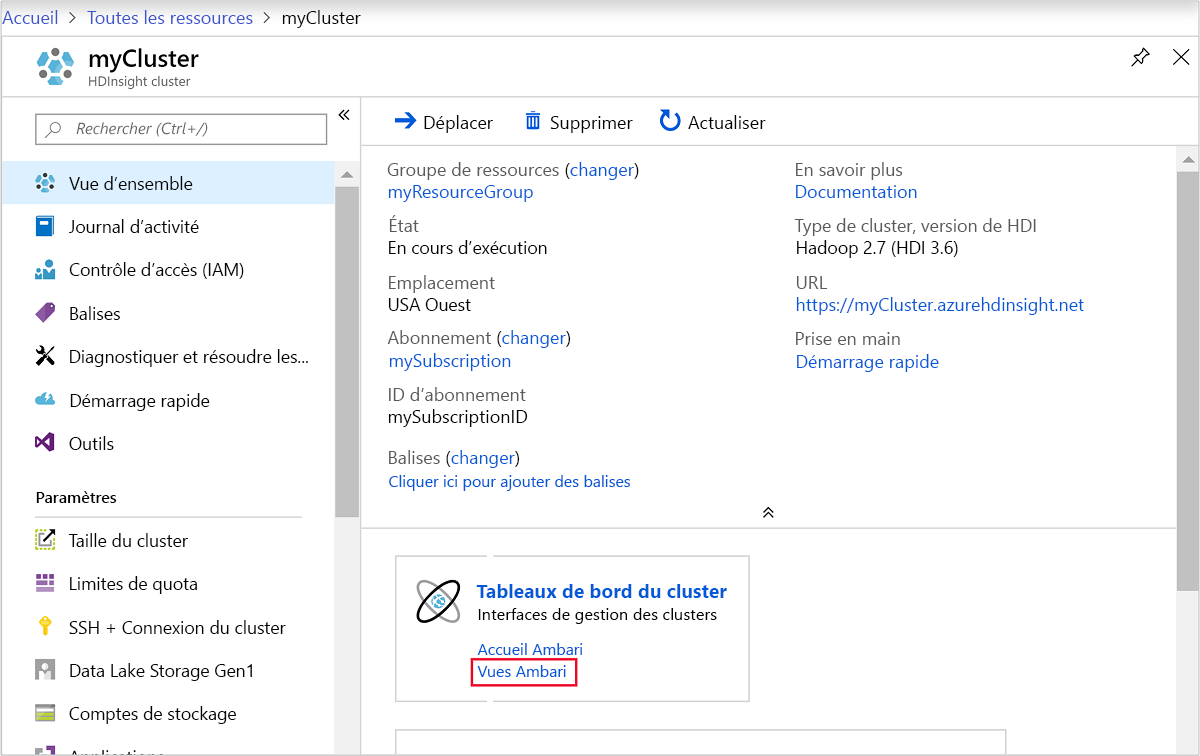 Accueil > Toutes les ressources > myCluster
myCluster
HDInsight cluster
Rechercher (Ctrl+/)
«
Vue d’ensemble
Journal d’activité
Contrôle d’accès (IAM)
Balises
Diagnostiquer et résoudre les...
Démarrage rapide
Outils
Paramètres
Taille du cluster
Limites de quota
SSH + Connexion du cluster
Data Lake Storage Gen1
Comptes de stockage
Applications
Déplacer
Supprimer
Actualiser
Groupe de ressources (changer)
myResourceGroup
État
En cours d’exécution
Emplacement
USA Ouest
Abonnement (changer)
mySubscription
ID d’abonnement
mySubscriptionID
Balises (changer)
Cliquer ici pour ajouter des balises
En savoir plus
Documentation
Type de cluster, version de HDI
Hadoop 2.7 (HDI 3.6)
URL
https://myCluster.azurehdinsight.net
Prise en main
Démarrage rapide
Tableaux de bord du cluster
Interfaces de gestion des clusters
Accueil Ambari
Vues Ambari